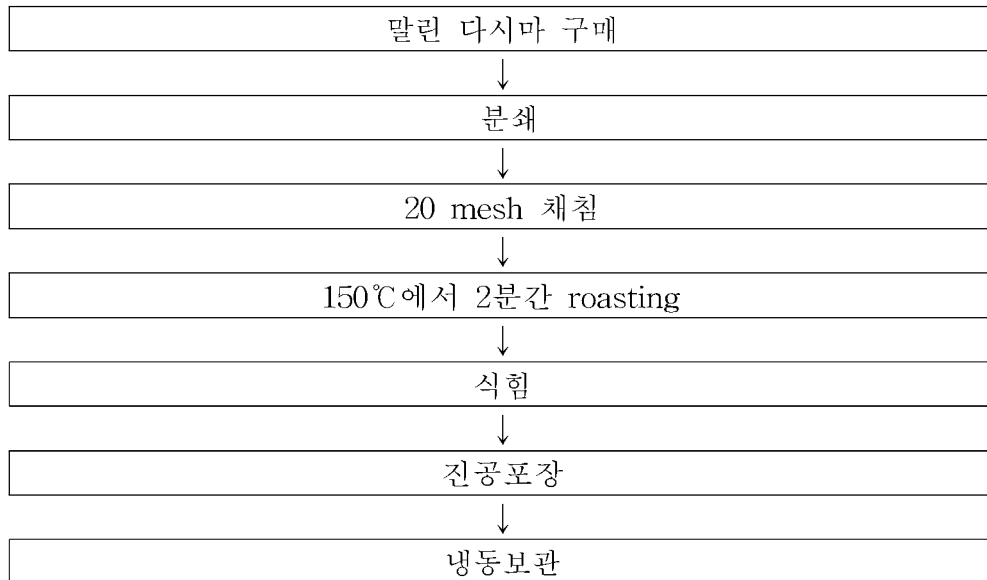 말린 다시마 구매
↓
분쇄
↓
20 mesh 채침
↓
150℃에서 2분간 roasting
↓
식힘
↓
진공포장
↓
냉동보관